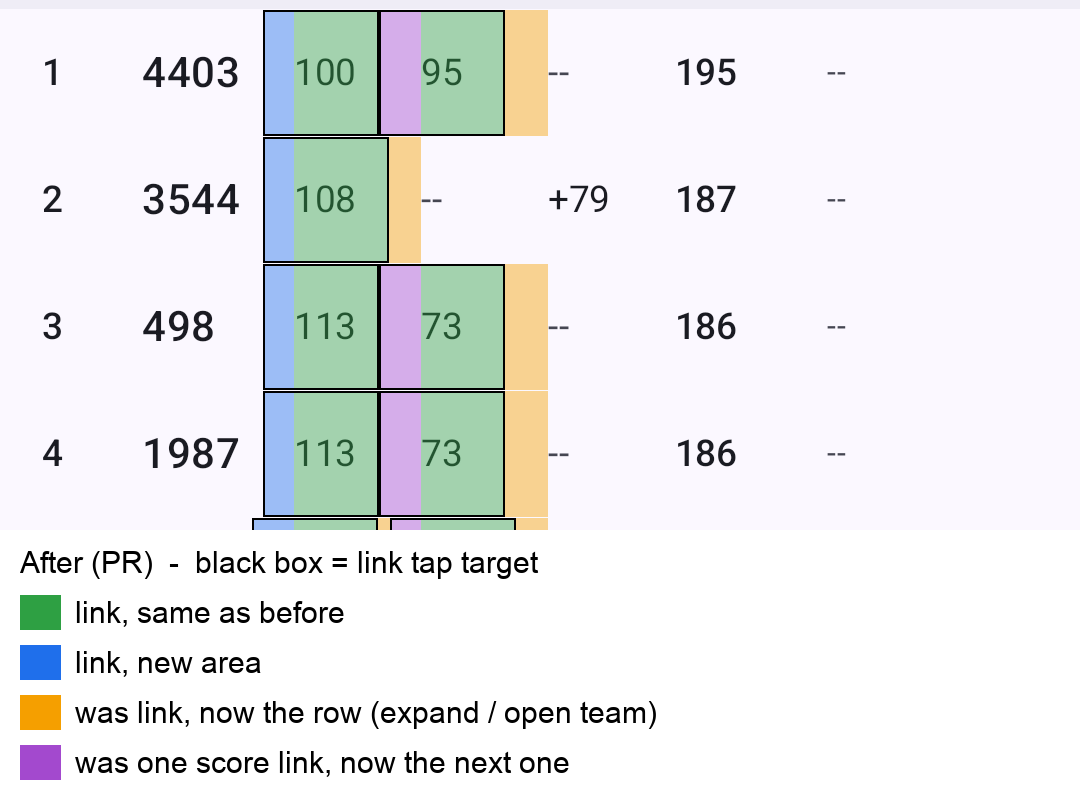 1 4403 100 95 -- 195 --
2 3544 108 -- +79 187 --
3 498 113 73 -- 186 --
4 1987 113 73 -- 186 --
After (PR) - black box = link tap target
link, same as before
link, new area
was link, now the row (expand / open team)
was one score link, now the next one